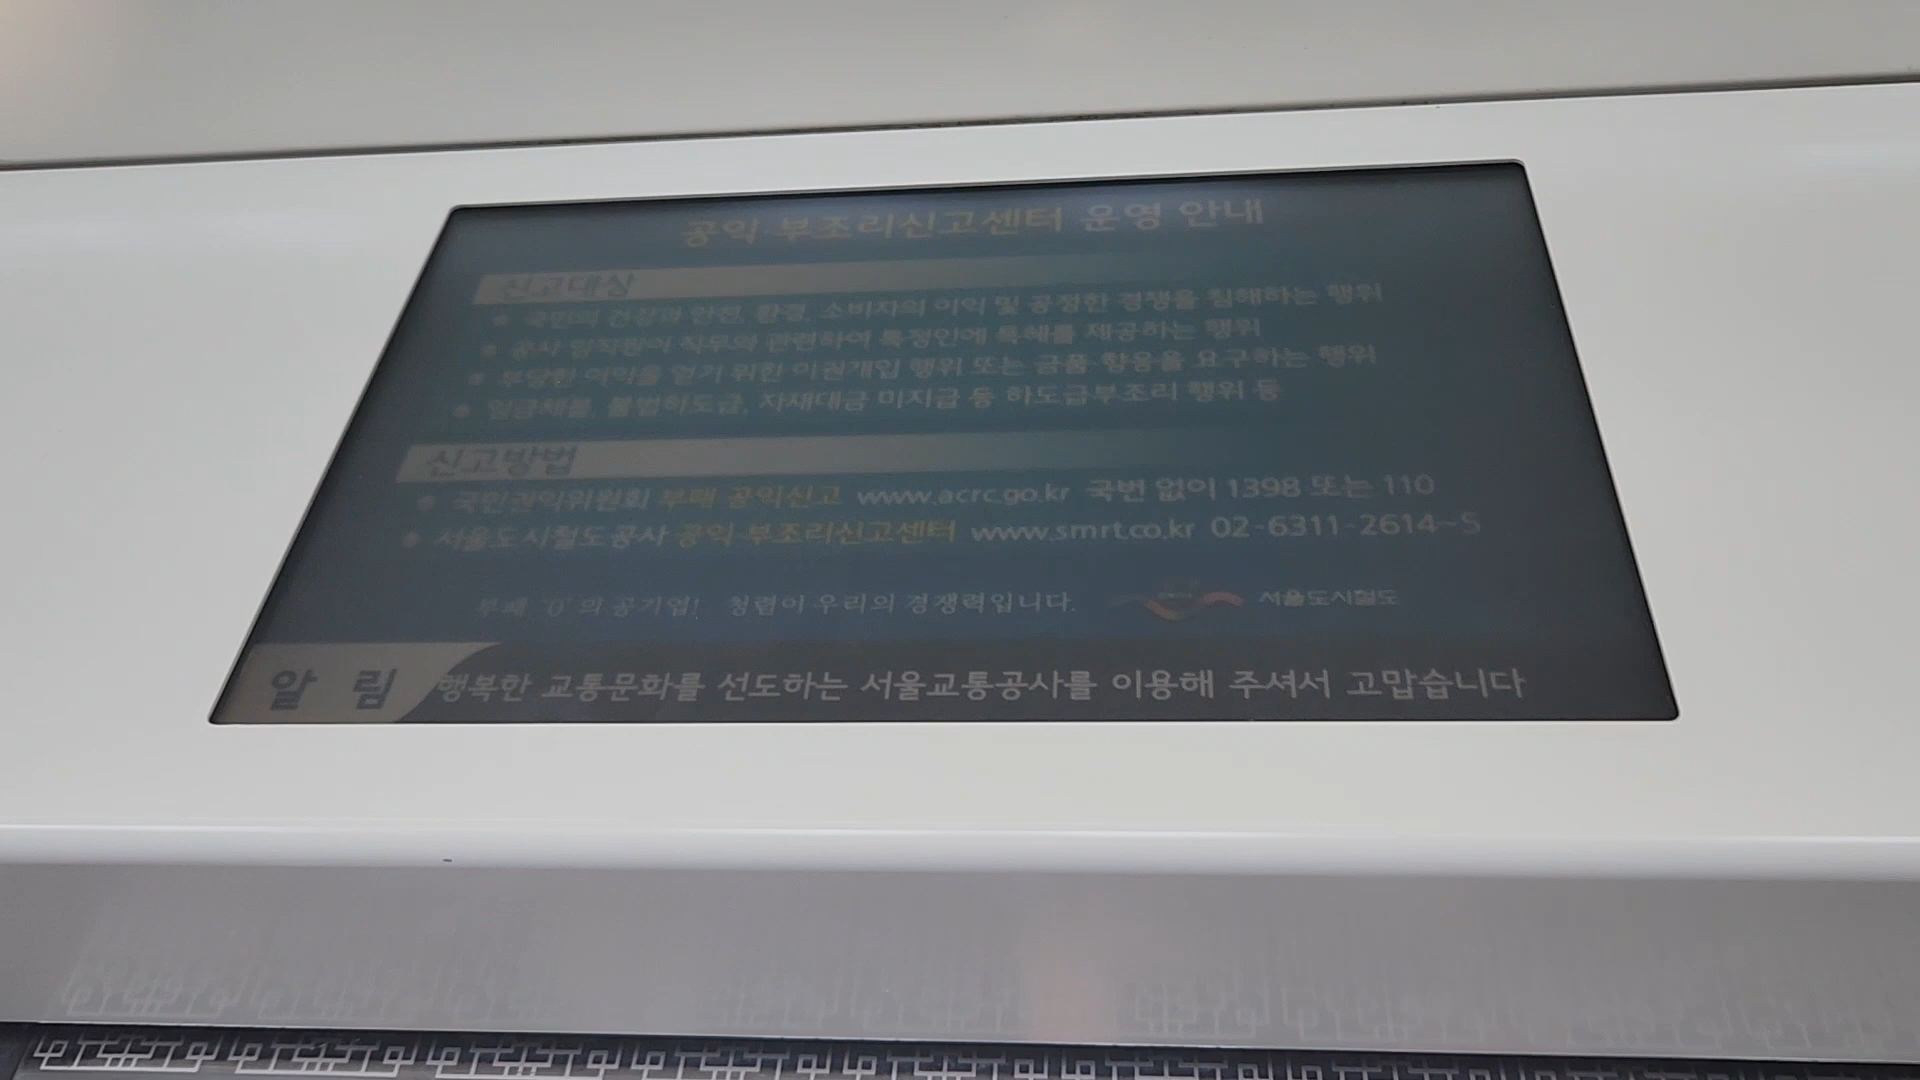 공익·부조리신고센터 운영 안내
신고대상
• 국민의 건강과 안전, 환경, 소비자의 이익 및 공정한 경쟁을 침해하는 행위
• 공사 임직원이 직무와 관련하여 특정인에 특혜를 제공하는 행위
• 부당한 이익을 얻기 위한 이권개입 행위 또는 금품·향응을 요구하는 행위
• 임금체불, 불법하도급, 자재대금 미지급 등 하도급부조리 행위 등
신고방법
• 국민권익위원회 부패·공익신고 www.acrc.go.kr 국번 없이 1398 또는 110
• 서울도시철도공사 공익·부조리신고센터 www.smrt.co.kr 02-6311-2614~5
부패 '0'의 공기업! 청렴이 우리의 경쟁력입니다. 서울도시철도
알 림 행복한 교통문화를 선도하는 서울교통공사를 이용해 주셔서 고맙습니다